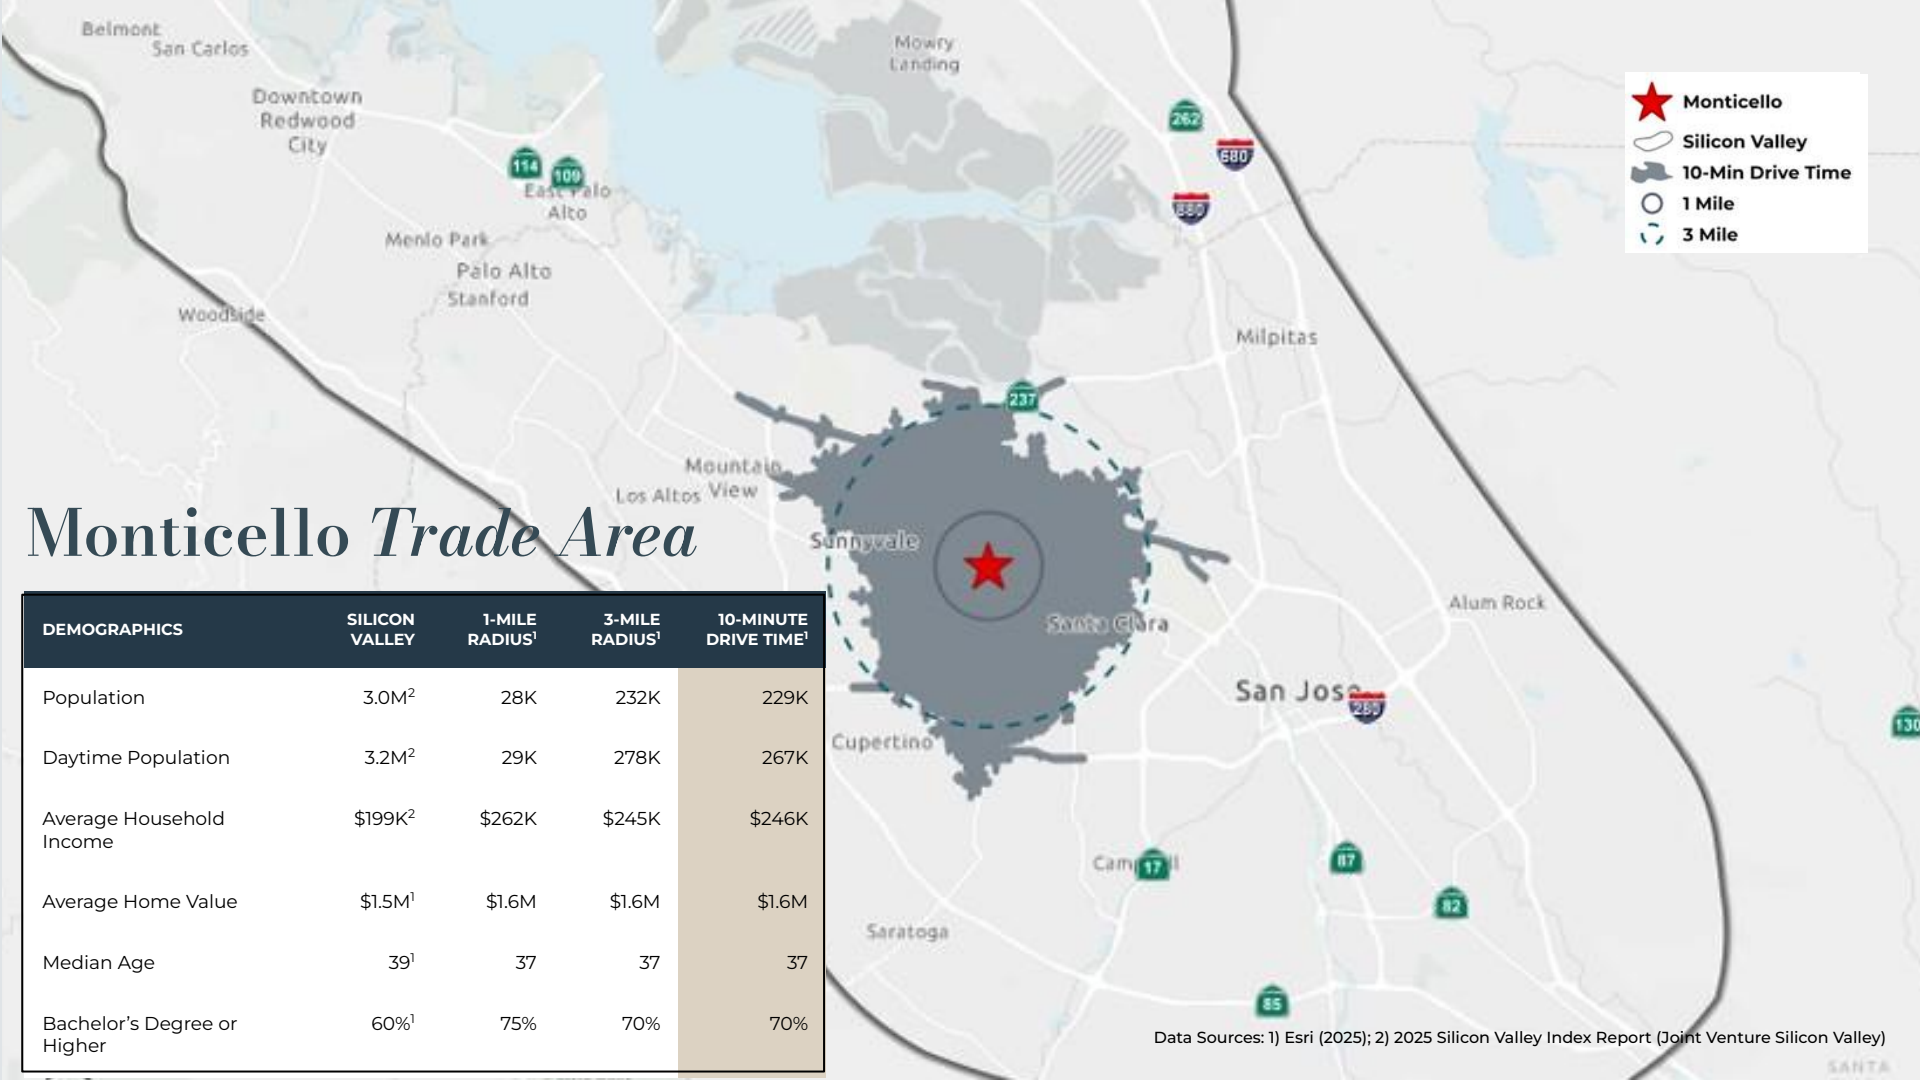 Belmont
San Carlos
Mowry
Landing
Downtown
Redwood
City
262
680
114
109
East Palo
Alto
880
Menlo Park
Palo Alto
Stanford
Woodside
Milpitas
Monticello
Silicon Valley
10-Min Drive Time
1 Mile
3 Mile
237
Mountain
View
Los Altos
Sunnyvale
Santa Clara
Alum Rock
San Jose
280
130
Cupertino
17
87
82
Saratoga
85
Monticello Trade Area
DEMOGRAPHICS SILICON VALLEY 1-MILE RADIUS¹ 3-MILE RADIUS¹ 10-MINUTE DRIVE TIME¹
Population 3.0M² 28K 232K 229K
Daytime Population 3.2M² 29K 278K 267K
Average Household Income $199K² $262K $245K $246K
Average Home Value $1.5M¹ $1.6M $1.6M $1.6M
Median Age 39¹ 37 37 37
Bachelor’s Degree or Higher 60%¹ 75% 70% 70%
Data Sources: 1) Esri (2025); 2) 2025 Silicon Valley Index Report (Joint Venture Silicon Valley)
SANTA